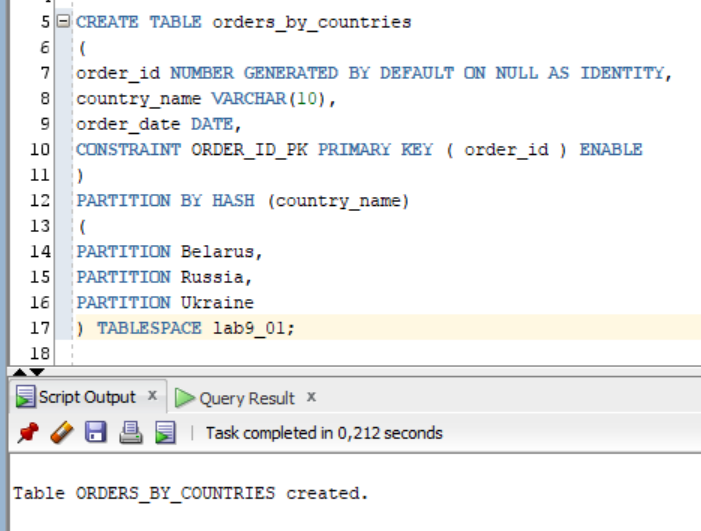 5 CREATE TABLE orders_by_countries
6 (
7 order_id NUMBER GENERATED BY DEFAULT ON NULL AS IDENTITY,
8 country_name VARCHAR(10),
9 order_date DATE,
10 CONSTRAINT ORDER_ID_PK PRIMARY KEY ( order_id ) ENABLE
11 )
12 PARTITION BY HASH (country_name)
13 (
14 PARTITION Belarus,
15 PARTITION Russia,
16 PARTITION Ukraine
17 ) TABLESPACE lab9_01;
18
Script Output x Query Result x
Task completed in 0,212 seconds
Table ORDERS_BY_COUNTRIES created.